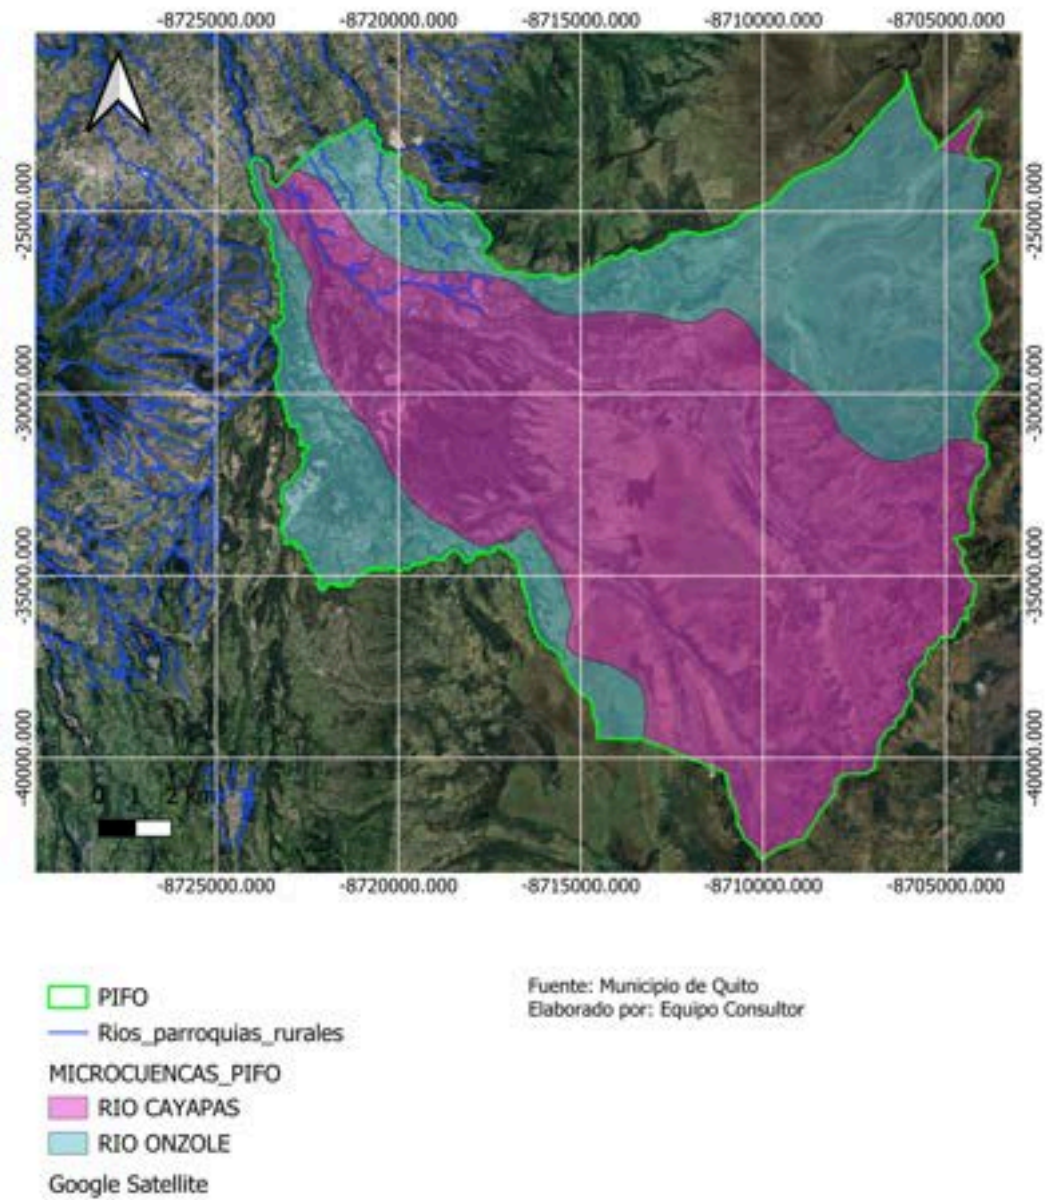 -8725000.000 -8720000.000 -8715000.000 -8710000.000 -8705000.000
-25000.000 -25000.000
-30000.000 -30000.000
-35000.000 -35000.000
-40000.000 -40000.000
0 1 2 km
-8725000.000 -8720000.000 -8715000.000 -8710000.000 -8705000.000
PIFO
Rios_parroquias_rurales
MICROCUENCAS_PIFO
RIO CAYAPAS
RIO ONZOLE
Google Satellite
Fuente: Municipio de Quito
Elaborado por: Equipo Consultor